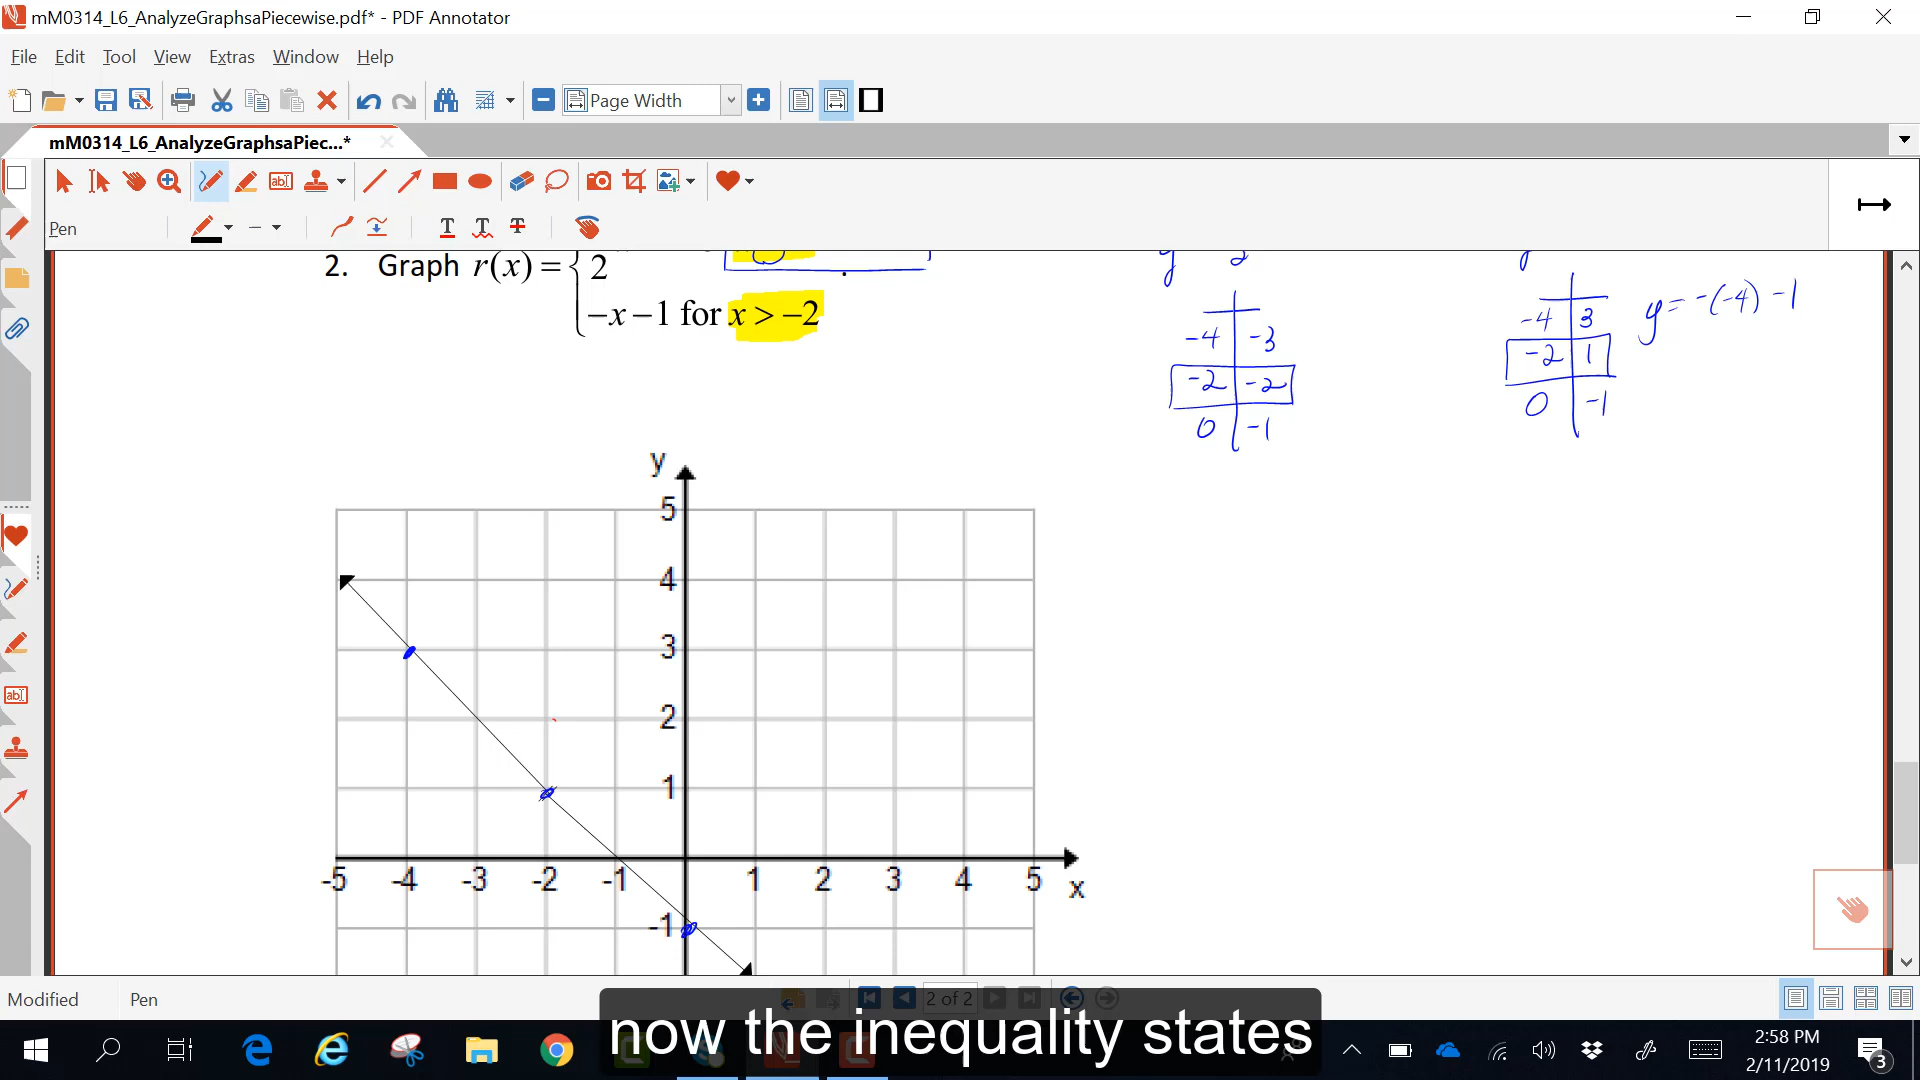 mM0314_L6_AnalyzeGraphsaPiecewise.pdf* - PDF Annotator
File Edit Tool View Extras Window Help
Page Width
mM0314_L6_AnalyzeGraphsaPiec...*
Pen
2. Graph r(x) = { 2
-x-1 for x > -2
y 2
y
-4 3
-2 1
0 -1
y = -(-4) -1
-4 -3
-2 -2
0 -1
y
5
4
3
2
1
-5 -4 -3 -2 -1 1 2 3 4 5
x
-1
Modified Pen
2 of 2
now the inequality states
2:58 PM
2/11/2019
3